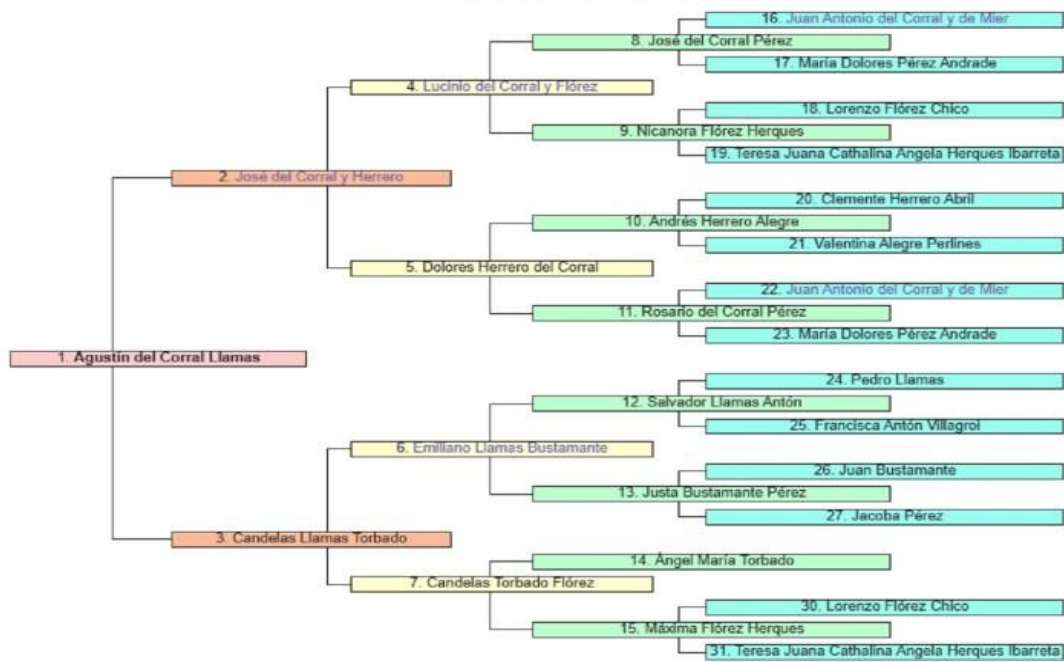 16. Juan Antonio del Corral y de Mier
8. José del Corral Pérez
17. María Dolores Pérez Andrade
4. Lucinio del Corral y Flórez
18. Lorenzo Flórez Chico
9. Nicanora Flórez Herques
19. Teresa Juana Cathalina Angela Herques Ibarreta
2. José del Corral y Herrero
20. Clemente Herrero Abril
10. Andrés Herrero Alegre
21. Valentina Alegre Perlines
5. Dolores Herrero del Corral
22. Juan Antonio del Corral y de Mier
11. Rosario del Corral Pérez
23. María Dolores Pérez Andrade
1. Agustín del Corral Llamas
24. Pedro Llamas
12. Salvador Llamas Antón
25. Francisca Antón Villagroi
6. Emiliano Llamas Bustamante
26. Juan Bustamante
13. Justa Bustamante Pérez
27. Jacoba Pérez
3. Candelas Llamas Torbado
14. Ángel María Torbado
7. Candelas Torbado Flórez
30. Lorenzo Flórez Chico
15. Máxima Flórez Herques
31. Teresa Juana Cathalina Angela Herques Ibarreta